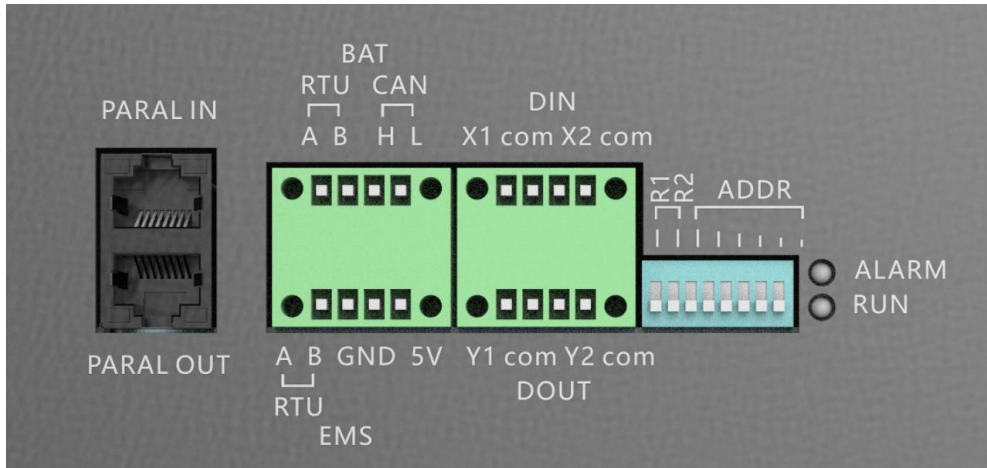 BAT
RTU CAN
DIN
PARAL IN
A B H L
X1 com X2 com
R1
R2
ADDR
ALARM
RUN
A B GND 5V
Y1 com Y2 com
PARAL OUT
DOUT
RTU
EMS